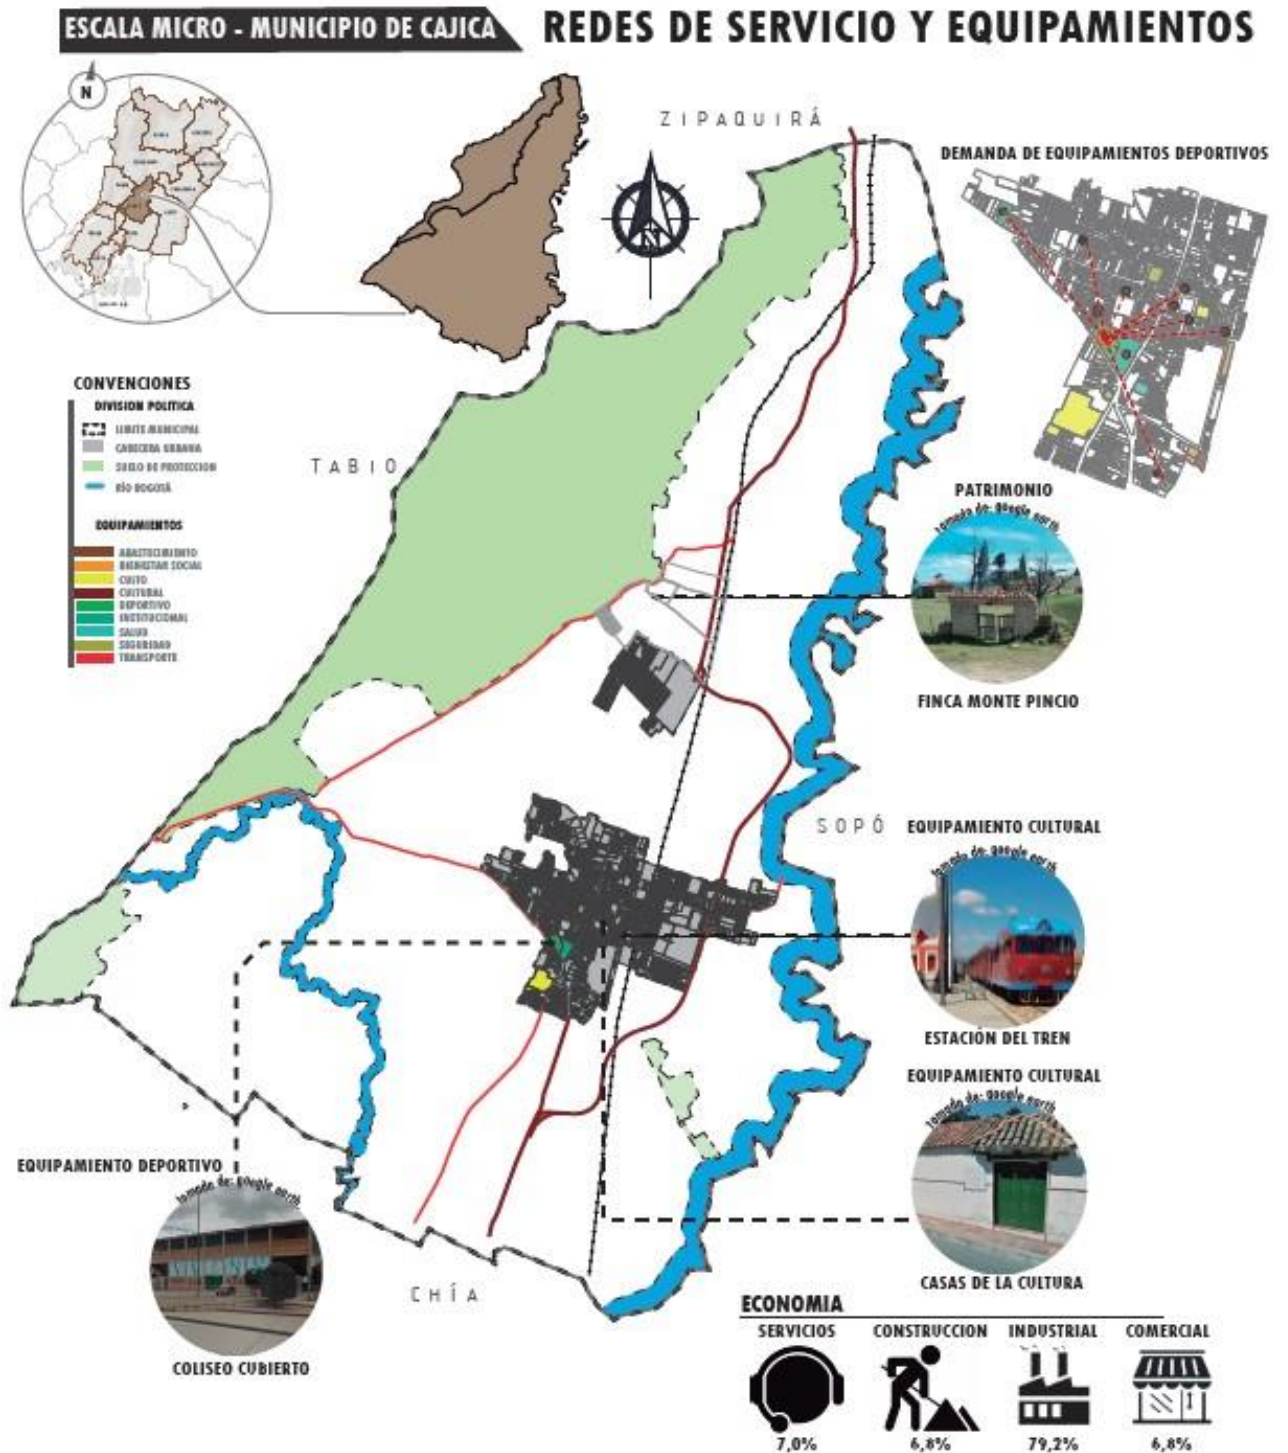 ESCALA MICRO - MUNICIPIO DE CAJICA
REDES DE SERVICIO Y EQUIPAMIENTOS
N
ZIPAQUIRÁ
N
DEMANDA DE EQUIPAMIENTOS DEPORTIVOS
CONVENCIONES
DIVISION POLITICA
LIMITE MUNICIPAL
CABECERA URBANA
SUELO DE PROTECCION
RÍO BOGOTÁ
EQUIPAMIENTOS
ABASTECIMIENTO
BIENESTAR SOCIAL
CULTO
CULTURAL
DEPORTIVO
INSTITUCIONAL
SALUD
SEGURIDAD
TRANSPORTE
TABIO
PATRIMONIO
tomado de: google earth
FINCA MONTE PINCIO
SOPÓ
EQUIPAMIENTO CULTURAL
tomado de: google earth
ESTACIÓN DEL TREN
EQUIPAMIENTO CULTURAL
tomado de: google earth
CASAS DE LA CULTURA
EQUIPAMIENTO DEPORTIVO
tomado de: google earth
COLISEO CUBIERTO
CHÍA
ECONOMIA
SERVICIOS CONSTRUCCION INDUSTRIAL COMERCIAL
7,0% 6,8% 79,2% 6,8%